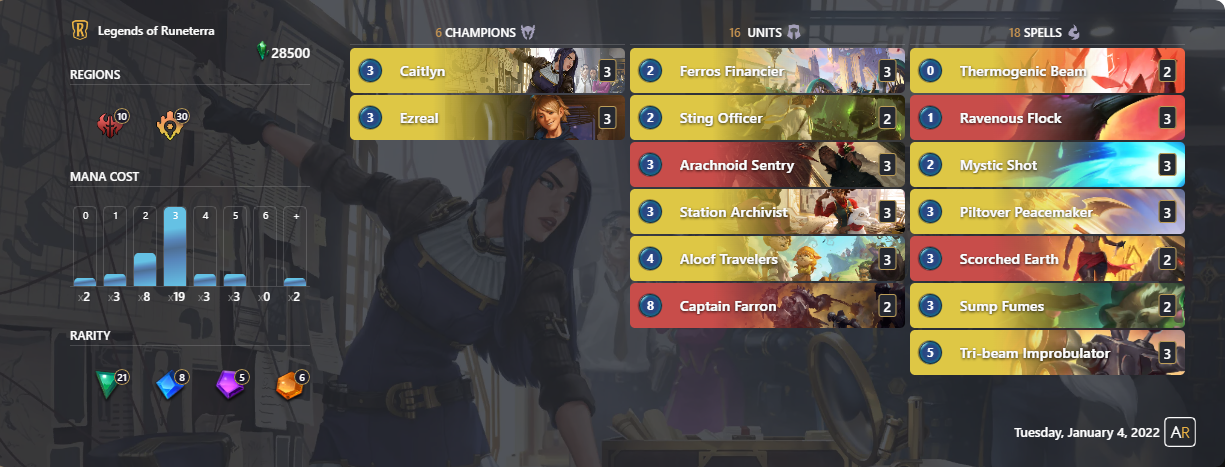 Legends of Runeterra
28500
REGIONS
10
30
MANA COST
0 1 2 3 4 5 6 +
x2 x3 x8 x19 x3 x3 x0 x2
RARITY
21 8 5 6
6 CHAMPIONS
3 Caitlyn 3
3 Ezreal 3
16 UNITS
2 Ferros Financier 3
2 Sting Officer 2
3 Arachnoid Sentry 3
3 Station Archivist 3
4 Aloof Travelers 3
8 Captain Farron 2
18 SPELLS
0 Thermogenic Beam 2
1 Ravenous Flock 3
2 Mystic Shot 3
3 Piltover Peacemaker 3
3 Scorched Earth 2
3 Sump Fumes 2
5 Tri-beam Improbulator 3
Tuesday, January 4, 2022 AR